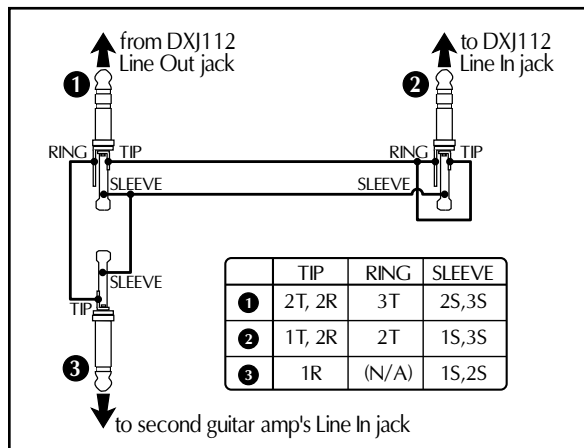 from DXJ112
Line Out jack
to DXJ112
Line In jack
1
2
RING
TIP
RING
TIP
SLEEVE
SLEEVE
SLEEVE
TIP
3
TIP RING SLEEVE
1 2T, 2R 3T 2S,3S
2 1T, 2R 2T 1S,3S
3 1R (N/A) 1S,2S
to second guitar amp's Line In jack